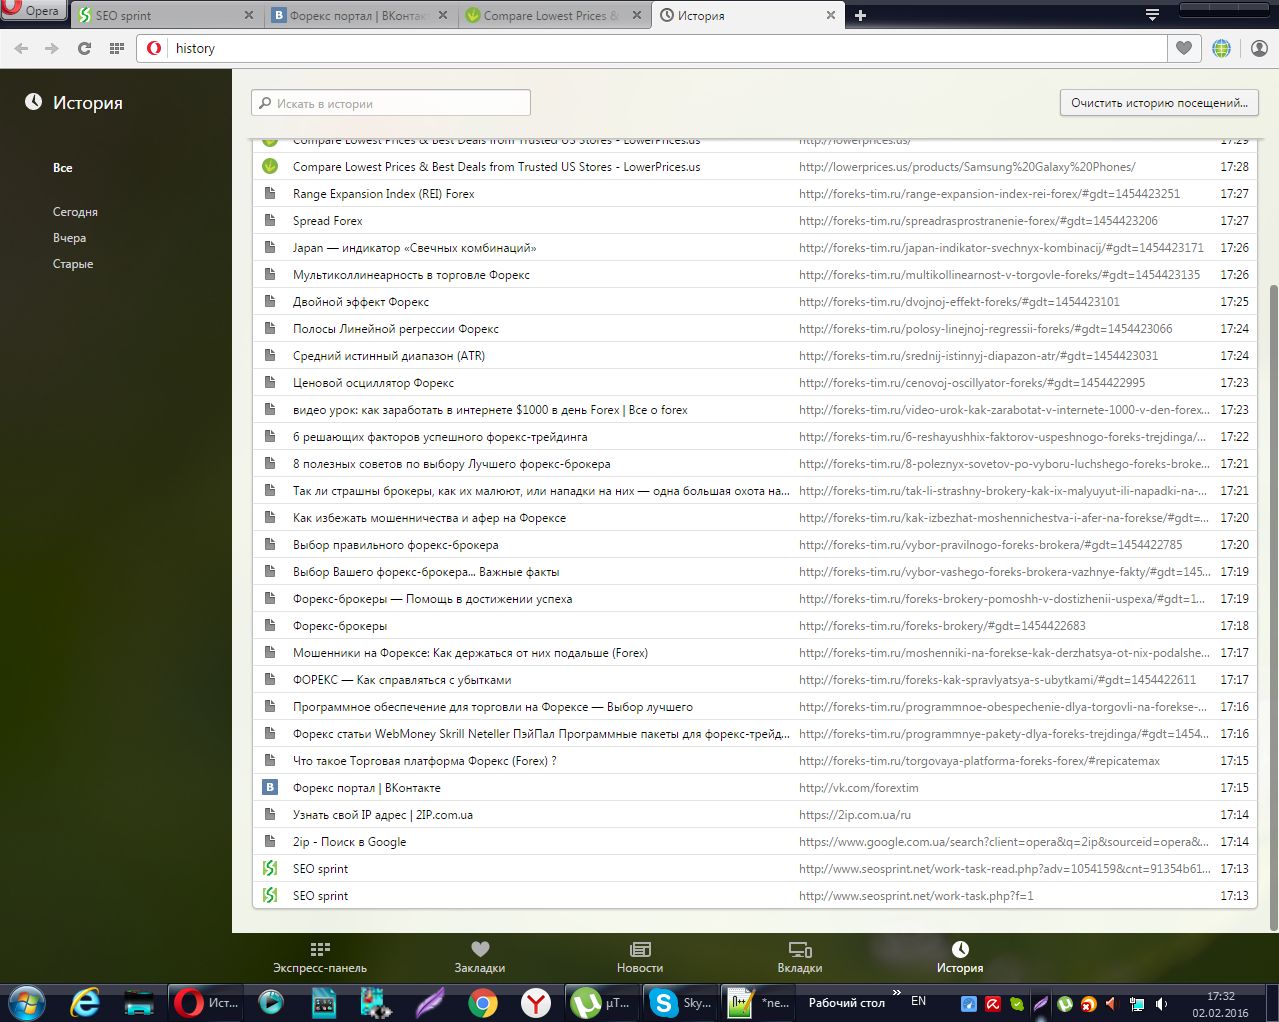 Opera
SEO sprint
Форекс портал | ВКонтакт
Compare Lowest Prices &
История
history
История
Искать в истории
Очистить историю посещений...
Все
Сегодня
Вчера
Старые
Compare Lowest Prices & Best Deals from Trusted US Stores - LowerPrices.us http://lowerprices.us/ 17:29
Compare Lowest Prices & Best Deals from Trusted US Stores - LowerPrices.us http://lowerprices.us/products/Samsung%20Galaxy%20Phones/ 17:28
Range Expansion Index (REI) Forex http://foreks-tim.ru/range-expansion-index-rei-forex/#gdt=1454423251 17:27
Spread Forex http://foreks-tim.ru/spreadrasprostranenie-forex/#gdt=1454423206 17:27
Japan — индикатор «Свечных комбинаций» http://foreks-tim.ru/japan-indikator-svechnyx-kombinacij/#gdt=1454423171 17:26
Мультиколлинеарность в торговле Форекс http://foreks-tim.ru/multikollinearnost-v-torgovle-foreks/#gdt=1454423135 17:26
Двойной эффект Форекс http://foreks-tim.ru/dvojnoj-effekt-foreks/#gdt=1454423101 17:25
Полосы Линейной регрессии Форекс http://foreks-tim.ru/polosy-linejnoj-regressii-foreks/#gdt=1454423066 17:24
Средний истинный диапазон (ATR) http://foreks-tim.ru/srednij-istinnyj-diapazon-atr/#gdt=1454423031 17:24
Ценовой осциллятор Форекс http://foreks-tim.ru/cenovoj-oscillyator-foreks/#gdt=1454422995 17:23
видео урок: как заработать в интернете $1000 в день Forex | Все о forex http://foreks-tim.ru/video-urok-kak-zarabotat-v-internete-1000-v-den-forex... 17:23
6 решающих факторов успешного форекс-трейдинга http://foreks-tim.ru/6-reshayushhix-faktorov-uspeshnogo-foreks-trejdinga/... 17:22
8 полезных советов по выбору Лучшего форекс-брокера http://foreks-tim.ru/8-poleznyx-sovetov-po-vyboru-luchshego-foreks-broke... 17:21
Так ли страшны брокеры, как их малюют, или нападки на них — одна большая охота на... http://foreks-tim.ru/tak-li-strashny-brokery-kak-ix-malyuyut-ili-napadki-na-... 17:21
Как избежать мошенничества и афер на Форексе http://foreks-tim.ru/kak-izbezhat-moshennichestva-i-afer-na-forekse/#gdt=... 17:20
Выбор правильного форекс-брокера http://foreks-tim.ru/vybor-pravilnogo-foreks-brokera/#gdt=1454422785 17:20
Выбор Вашего форекс-брокера... Важные факты http://foreks-tim.ru/vybor-vashego-foreks-brokera-vazhnye-fakty/#gdt=145... 17:19
Форекс-брокеры — Помощь в достижении успеха http://foreks-tim.ru/foreks-brokery-pomoshh-v-dostizhenii-uspexa/#gdt=1... 17:19
Форекс-брокеры http://foreks-tim.ru/foreks-brokery/#gdt=1454422683 17:18
Мошенники на Форексе: Как держаться от них подальше (Forex) http://foreks-tim.ru/moshenniki-na-forekse-kak-derzhatsya-ot-nix-podalshe... 17:17
ФОРЕКС — Как справляться с убытками http://foreks-tim.ru/foreks-kak-spravlyatsya-s-ubytkami/#gdt=1454422611 17:17
Программное обеспечение для торговли на Форексе — Выбор лучшего http://foreks-tim.ru/programmnoe-obespechenie-dlya-torgovli-na-forekse-... 17:16
Форекс статьи WebMoney Skrill Neteller ПэйПал Программные пакеты для форекс-трейд... http://foreks-tim.ru/programmnye-pakety-dlya-foreks-trejdinga/#gdt=1454... 17:16
Что такое Торговая платформа Форекс (Forex) ? http://foreks-tim.ru/torgovaya-platforma-foreks-forex/#repicatemax 17:15
Форекс портал | ВКонтакте http://vk.com/forextim 17:15
Узнать свой IP адрес | 2IP.com.ua https://2ip.com.ua/ru 17:14
2ip - Поиск в Google https://www.google.com.ua/search?client=opera&q=2ip&sourceid=opera&... 17:14
SEO sprint http://www.seosprint.net/work-task-read.php?adv=1054159&cnt=91354b61... 17:13
SEO sprint http://www.seosprint.net/work-task.php?f=1 17:13
Экспресс-панель
Закладки
Новости
Вкладки
История
Ист...
µT...
Sky...
*ne...
Рабочий стол
»
EN
17:32
02.02.2016